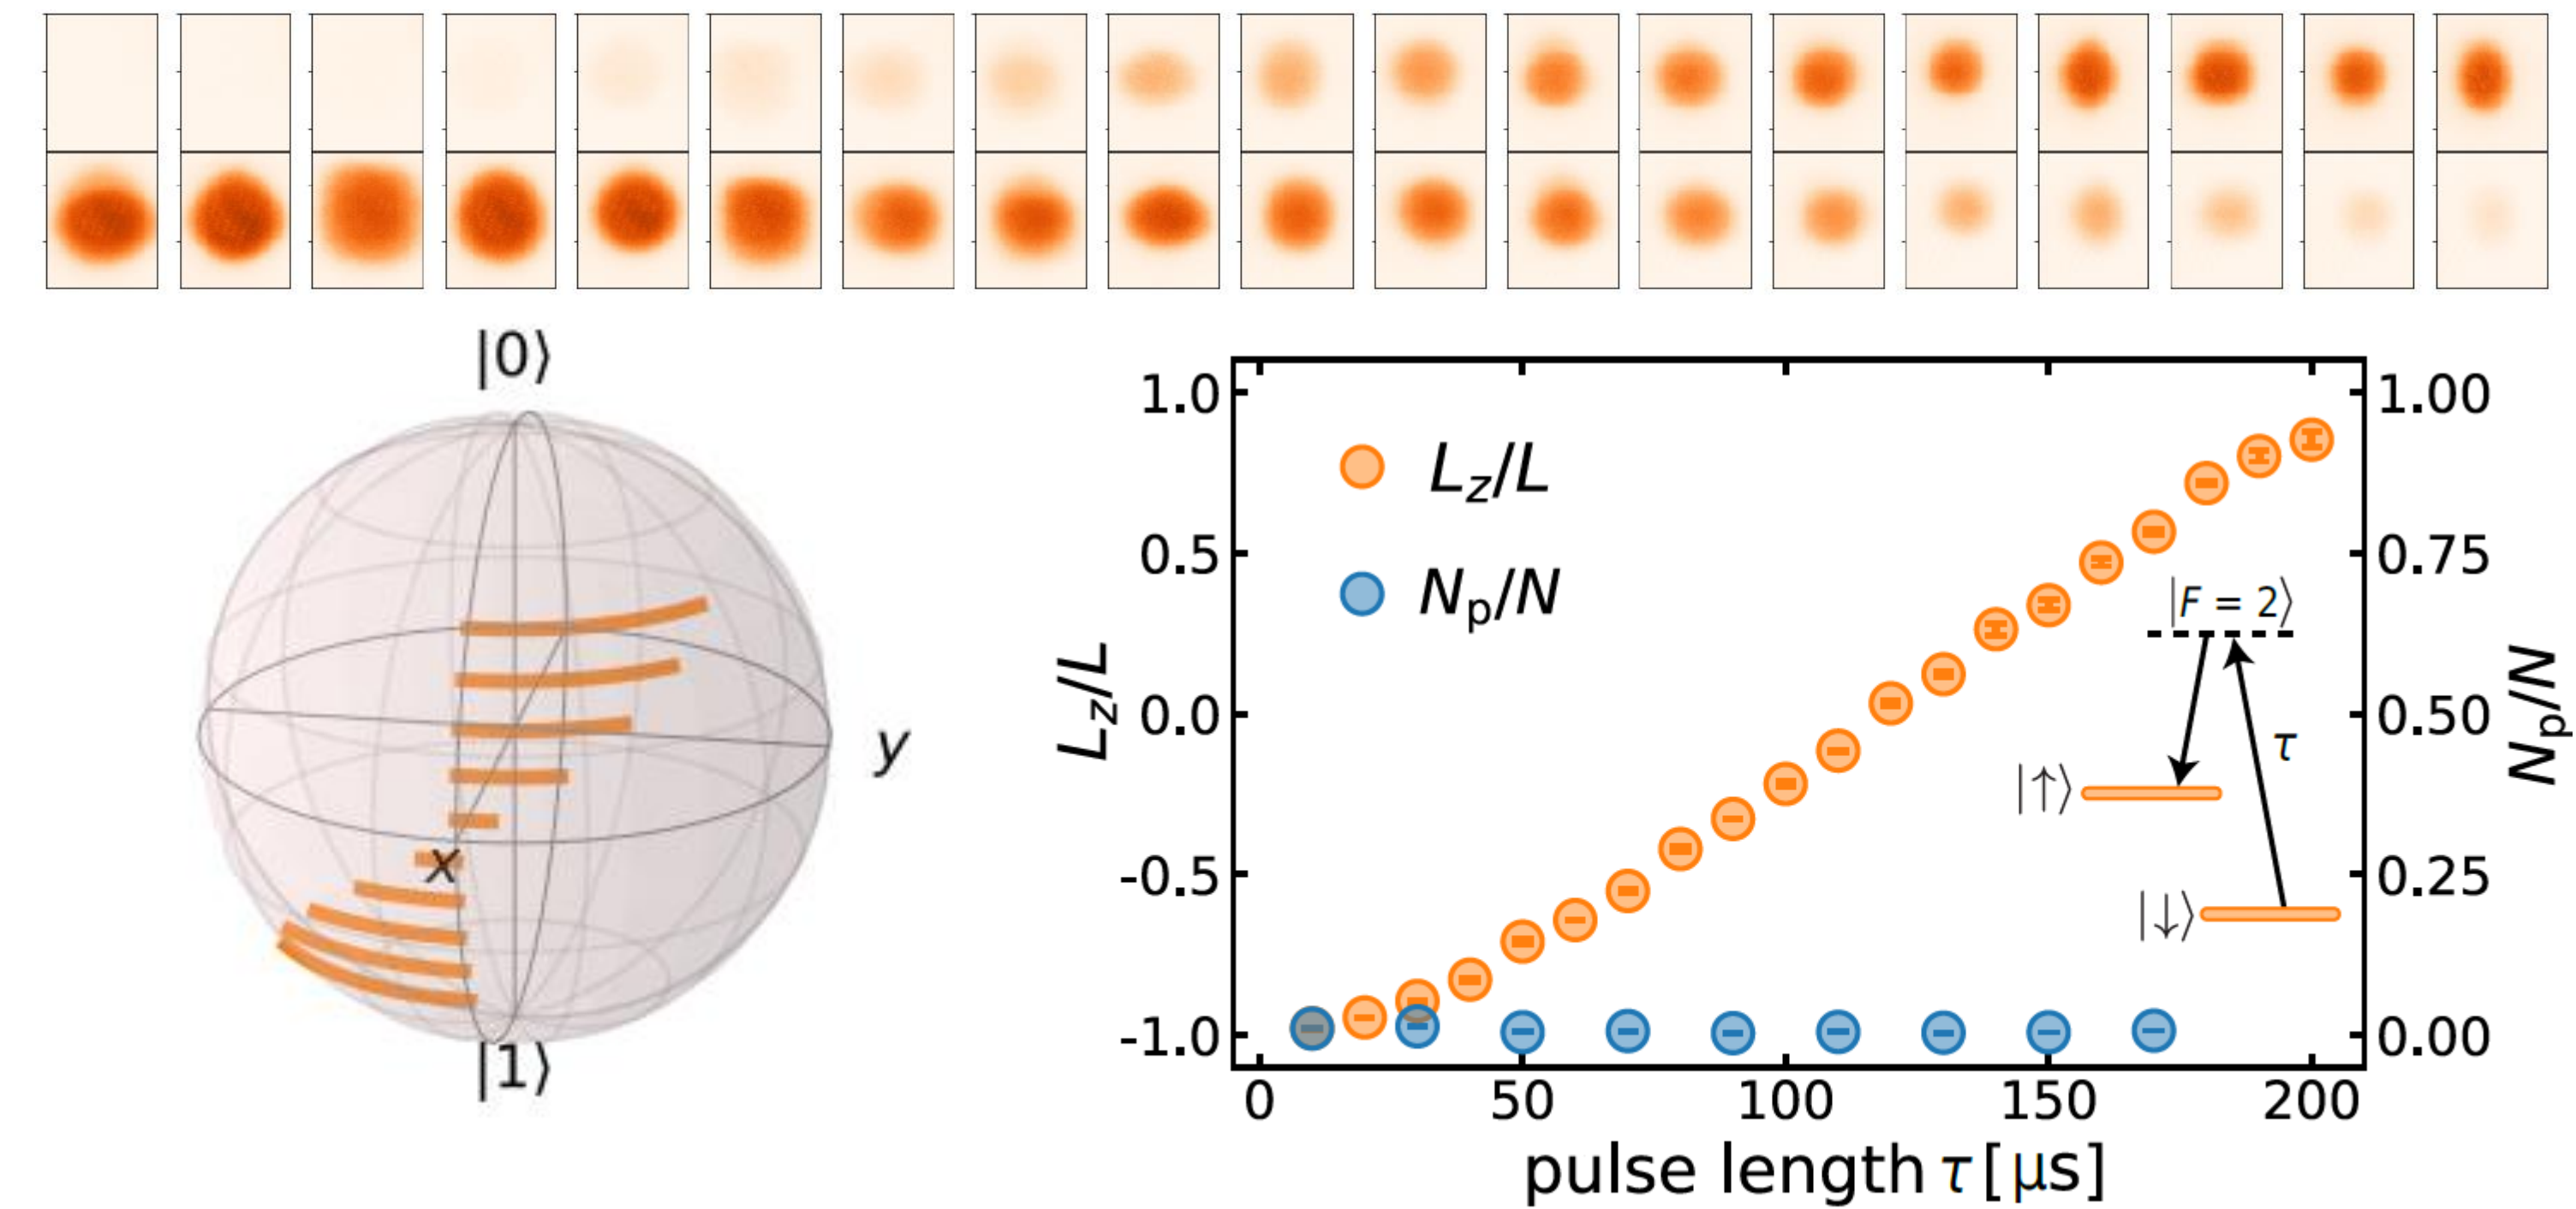 |0⟩
y
x
|1⟩
1.0
0.5
0.0
-0.5
-1.0
L_z/L
L_z/L
N_p/N
|F = 2⟩
τ
|↑⟩
|↓⟩
1.00
0.75
0.50
0.25
0.00
N_p/N
0 50 100 150 200
pulse length τ [μs]